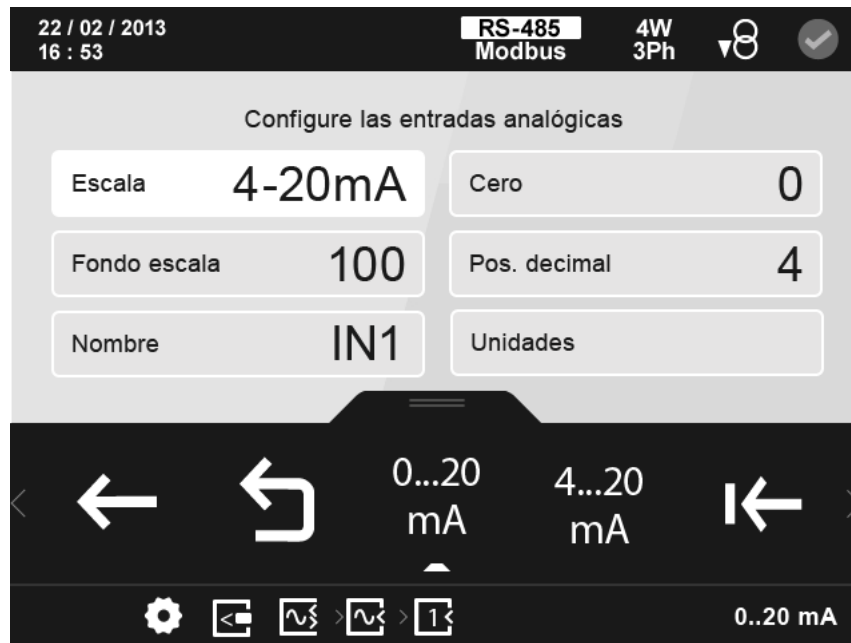 22 / 02 / 2013
16 : 53
RS-485
Modbus
4W
3Ph
Configure las entradas analógicas
Escala 4-20mA
Cero 0
Fondo escala 100
Pos. decimal 4
Nombre IN1
Unidades
0...20
mA
4...20
mA
1
0..20 mA